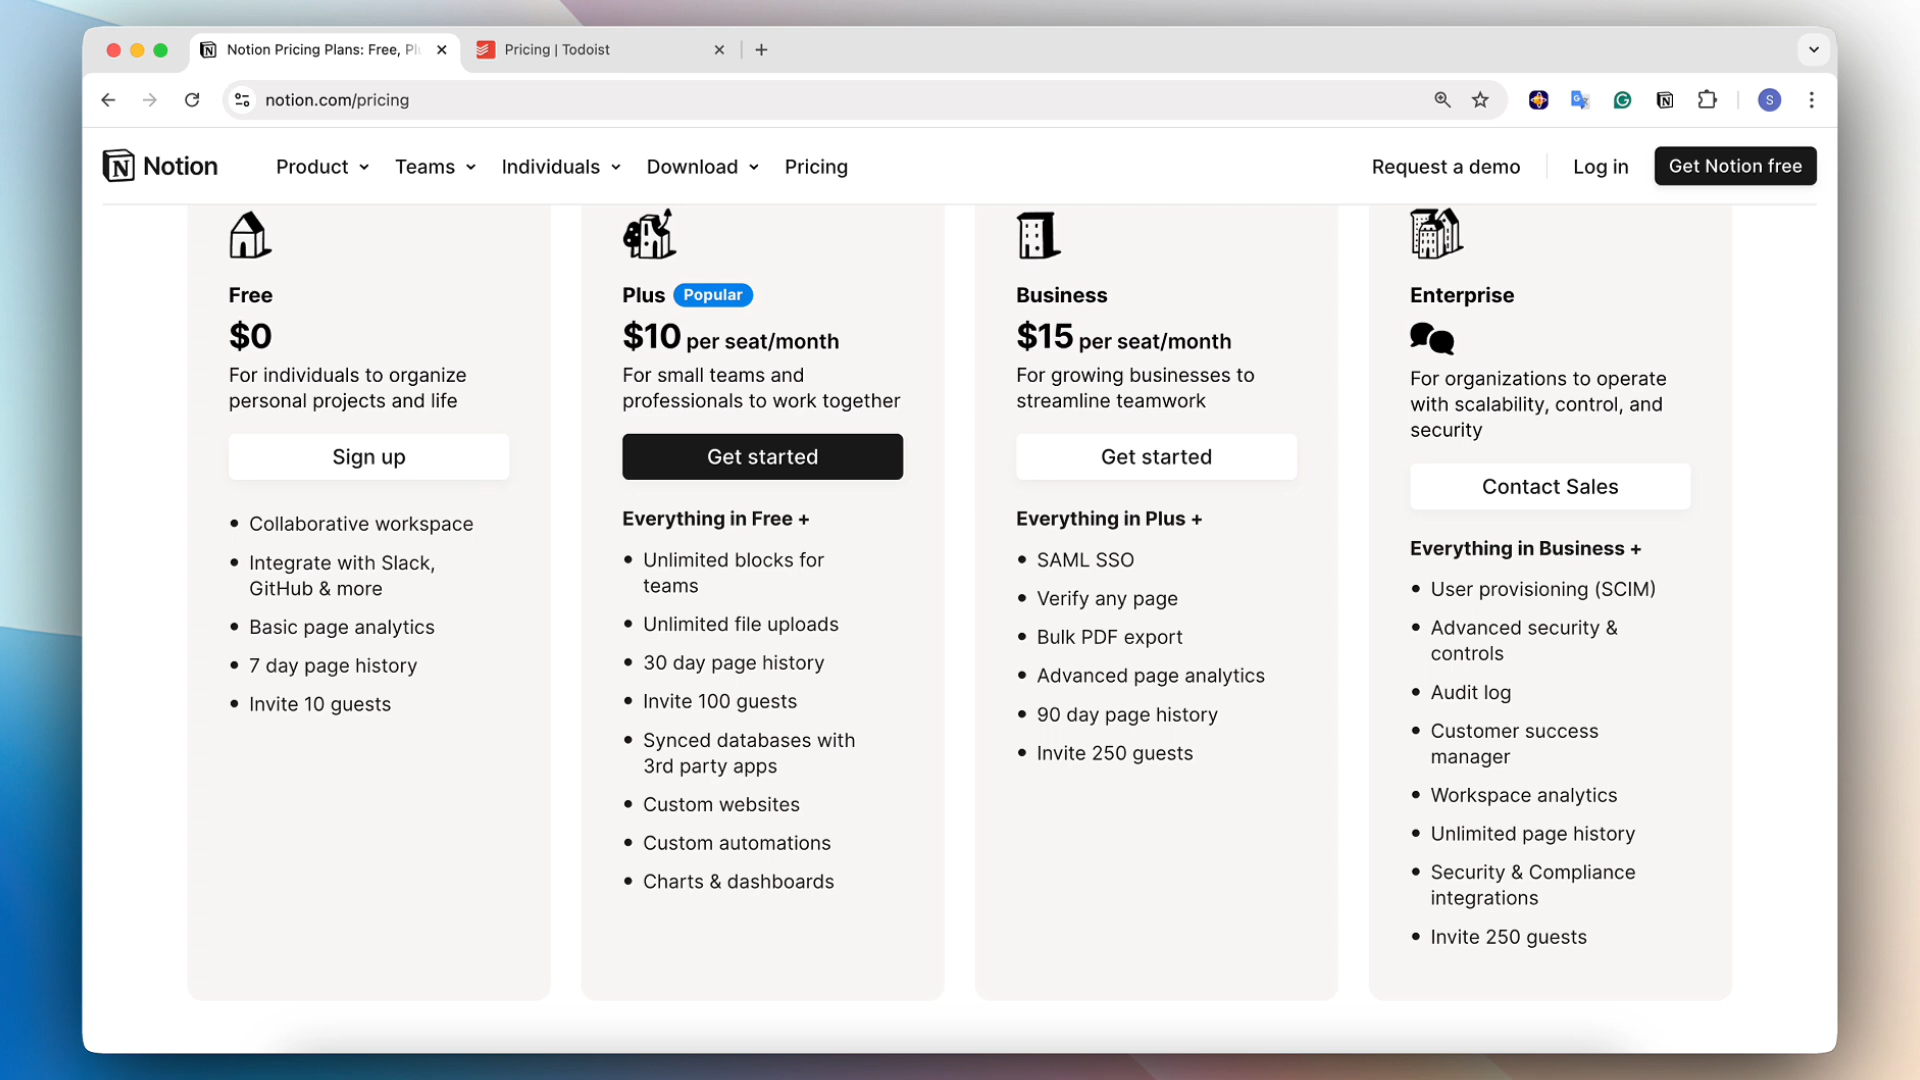 Notion Pricing Plans: Free, Pl
Pricing | Todoist
notion.com/pricing
S
Notion
Product
Teams
Individuals
Download
Pricing
Request a demo
Log in
Get Notion free
Free
$0
For individuals to organize
personal projects and life
Sign up
• Collaborative workspace
• Integrate with Slack,
GitHub & more
• Basic page analytics
• 7 day page history
• Invite 10 guests
Plus Popular
$10 per seat/month
For small teams and
professionals to work together
Get started
Everything in Free +
• Unlimited blocks for
teams
• Unlimited file uploads
• 30 day page history
• Invite 100 guests
• Synced databases with
3rd party apps
• Custom websites
• Custom automations
• Charts & dashboards
Business
$15 per seat/month
For growing businesses to
streamline teamwork
Get started
Everything in Plus +
• SAML SSO
• Verify any page
• Bulk PDF export
• Advanced page analytics
• 90 day page history
• Invite 250 guests
Enterprise
For organizations to operate
with scalability, control, and
security
Contact Sales
Everything in Business +
• User provisioning (SCIM)
• Advanced security &
controls
• Audit log
• Customer success
manager
• Workspace analytics
• Unlimited page history
• Security & Compliance
integrations
• Invite 250 guests